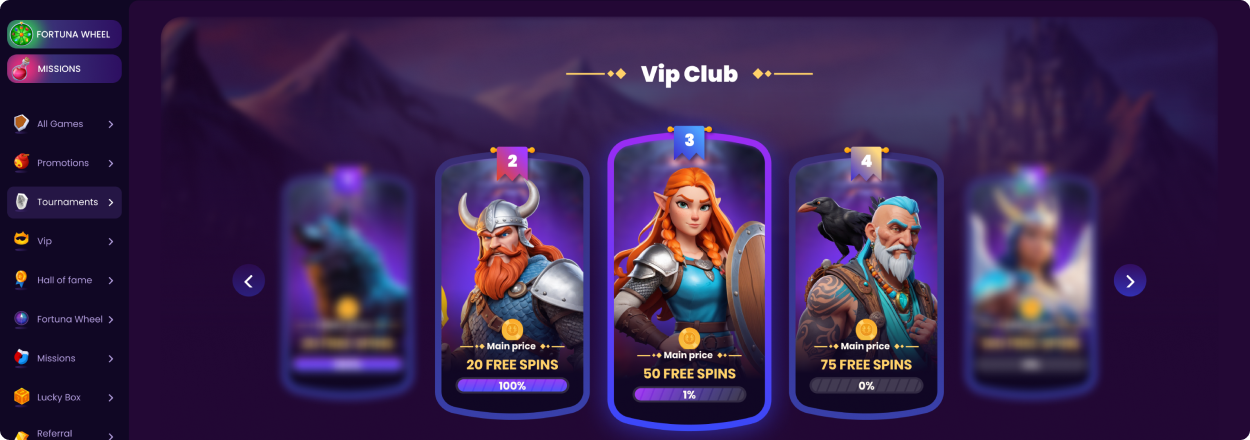 FORTUNA WHEEL
MISSIONS
All Games
Promotions
Tournaments
Vip
Hall of fame
Fortuna Wheel
Missions
Lucky Box
Referral
Vip Club
2
Main price
20 FREE SPINS
100%
3
Main price
50 FREE SPINS
1%
4
Main price
75 FREE SPINS
0%